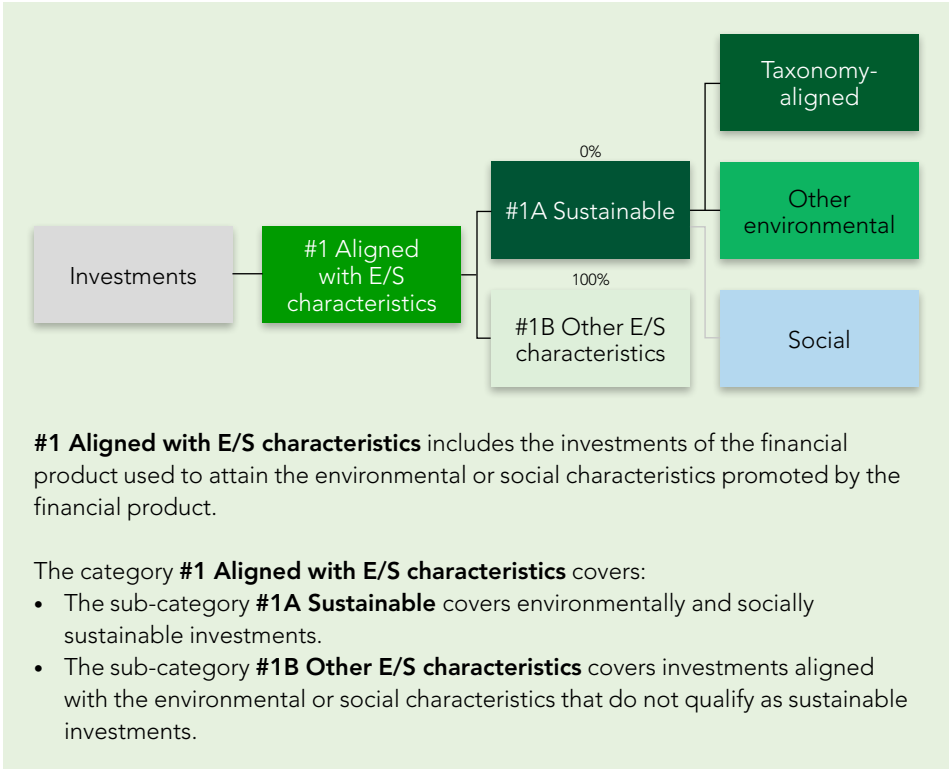 Taxonomy-
aligned
0%
#1A Sustainable
Other
environmental
Investments
#1 Aligned
with E/S
characteristics
100%
#1B Other E/S
characteristics
Social
#1 Aligned with E/S characteristics includes the investments of the financial
product used to attain the environmental or social characteristics promoted by the
financial product.
The category #1 Aligned with E/S characteristics covers:
• The sub-category #1A Sustainable covers environmentally and socially
sustainable investments.
• The sub-category #1B Other E/S characteristics covers investments aligned
with the environmental or social characteristics that do not qualify as sustainable
investments.